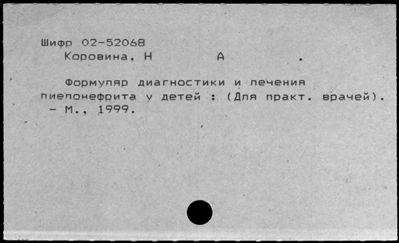 Шифр 02-52068
Коровина, Н А .
Формуляр диагностики и лечения
пиелонефрита у детей : (Для практ. врачей).
- М., 1999.